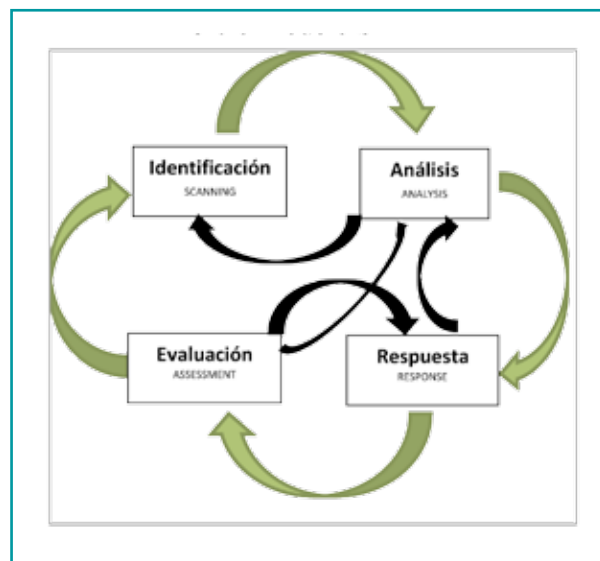 Identificación
SCANNING
Análisis
ANALYSIS
Evaluación
ASSESSMENT
Respuesta
RESPONSE